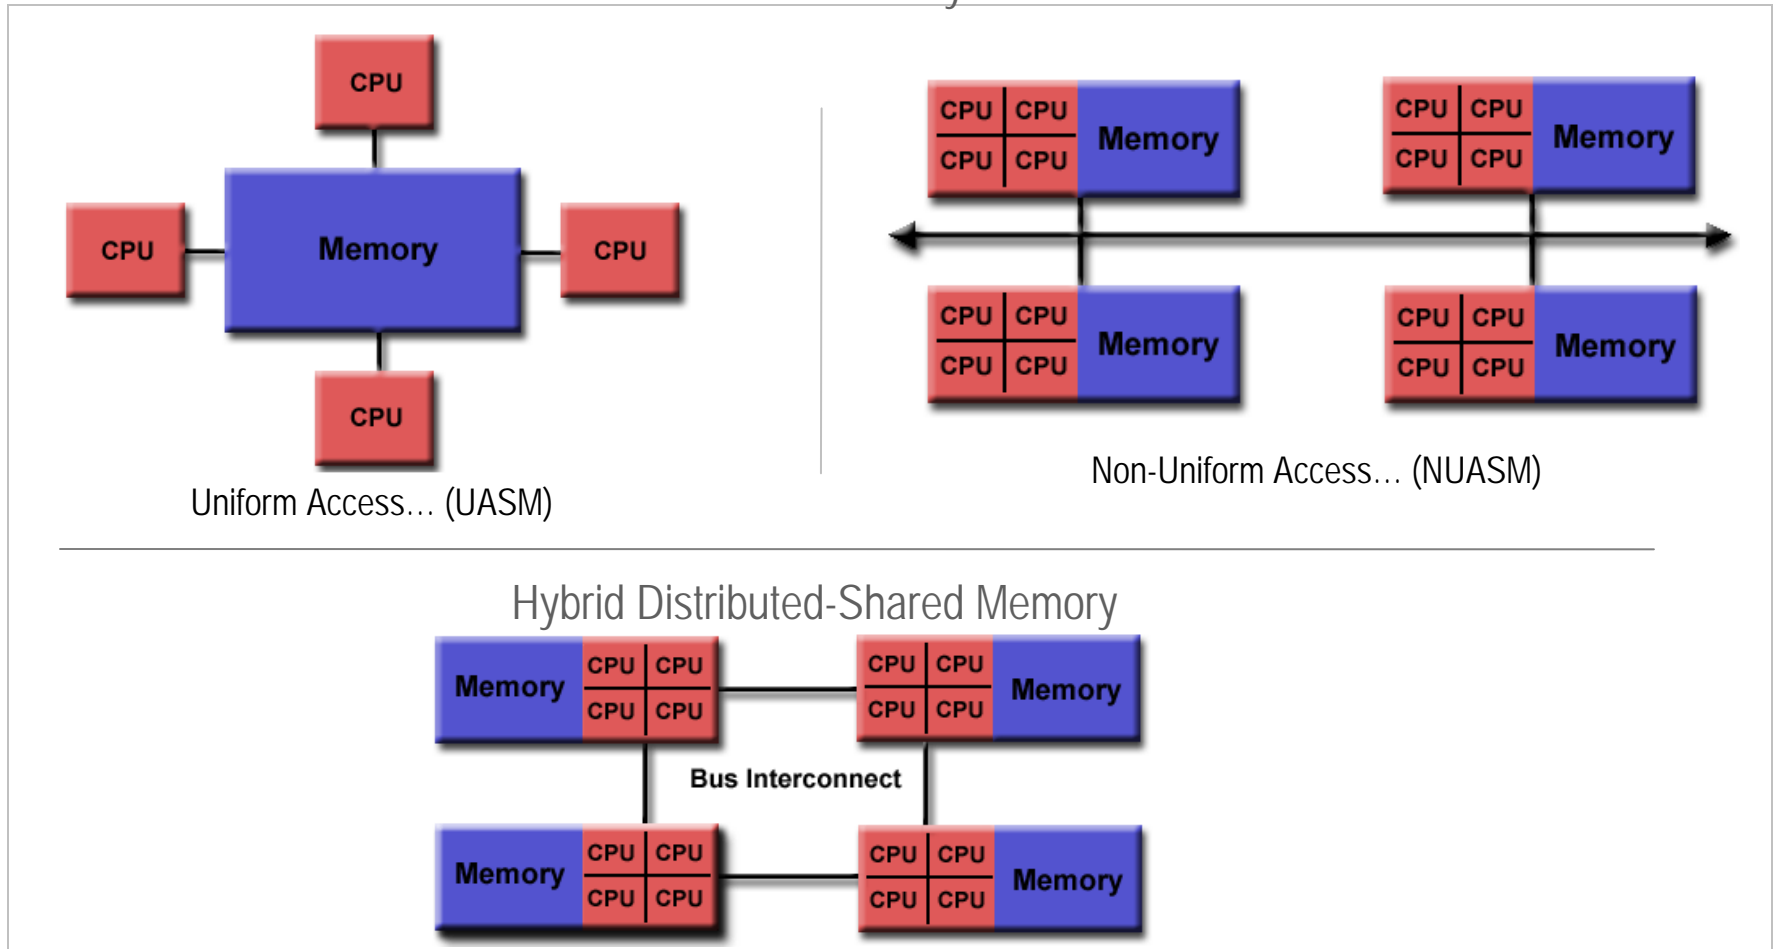 CPU
CPU Memory CPU
CPU
Uniform Access... (UASM)
CPU CPU
CPU CPU
Memory
CPU CPU
CPU CPU
Memory
CPU CPU
CPU CPU
Memory
CPU CPU
CPU CPU
Memory
Non-Uniform Access... (NUASM)
Hybrid Distributed-Shared Memory
Memory
CPU CPU
CPU CPU
CPU CPU
CPU CPU
Memory
Bus Interconnect
Memory
CPU CPU
CPU CPU
CPU CPU
CPU CPU
Memory